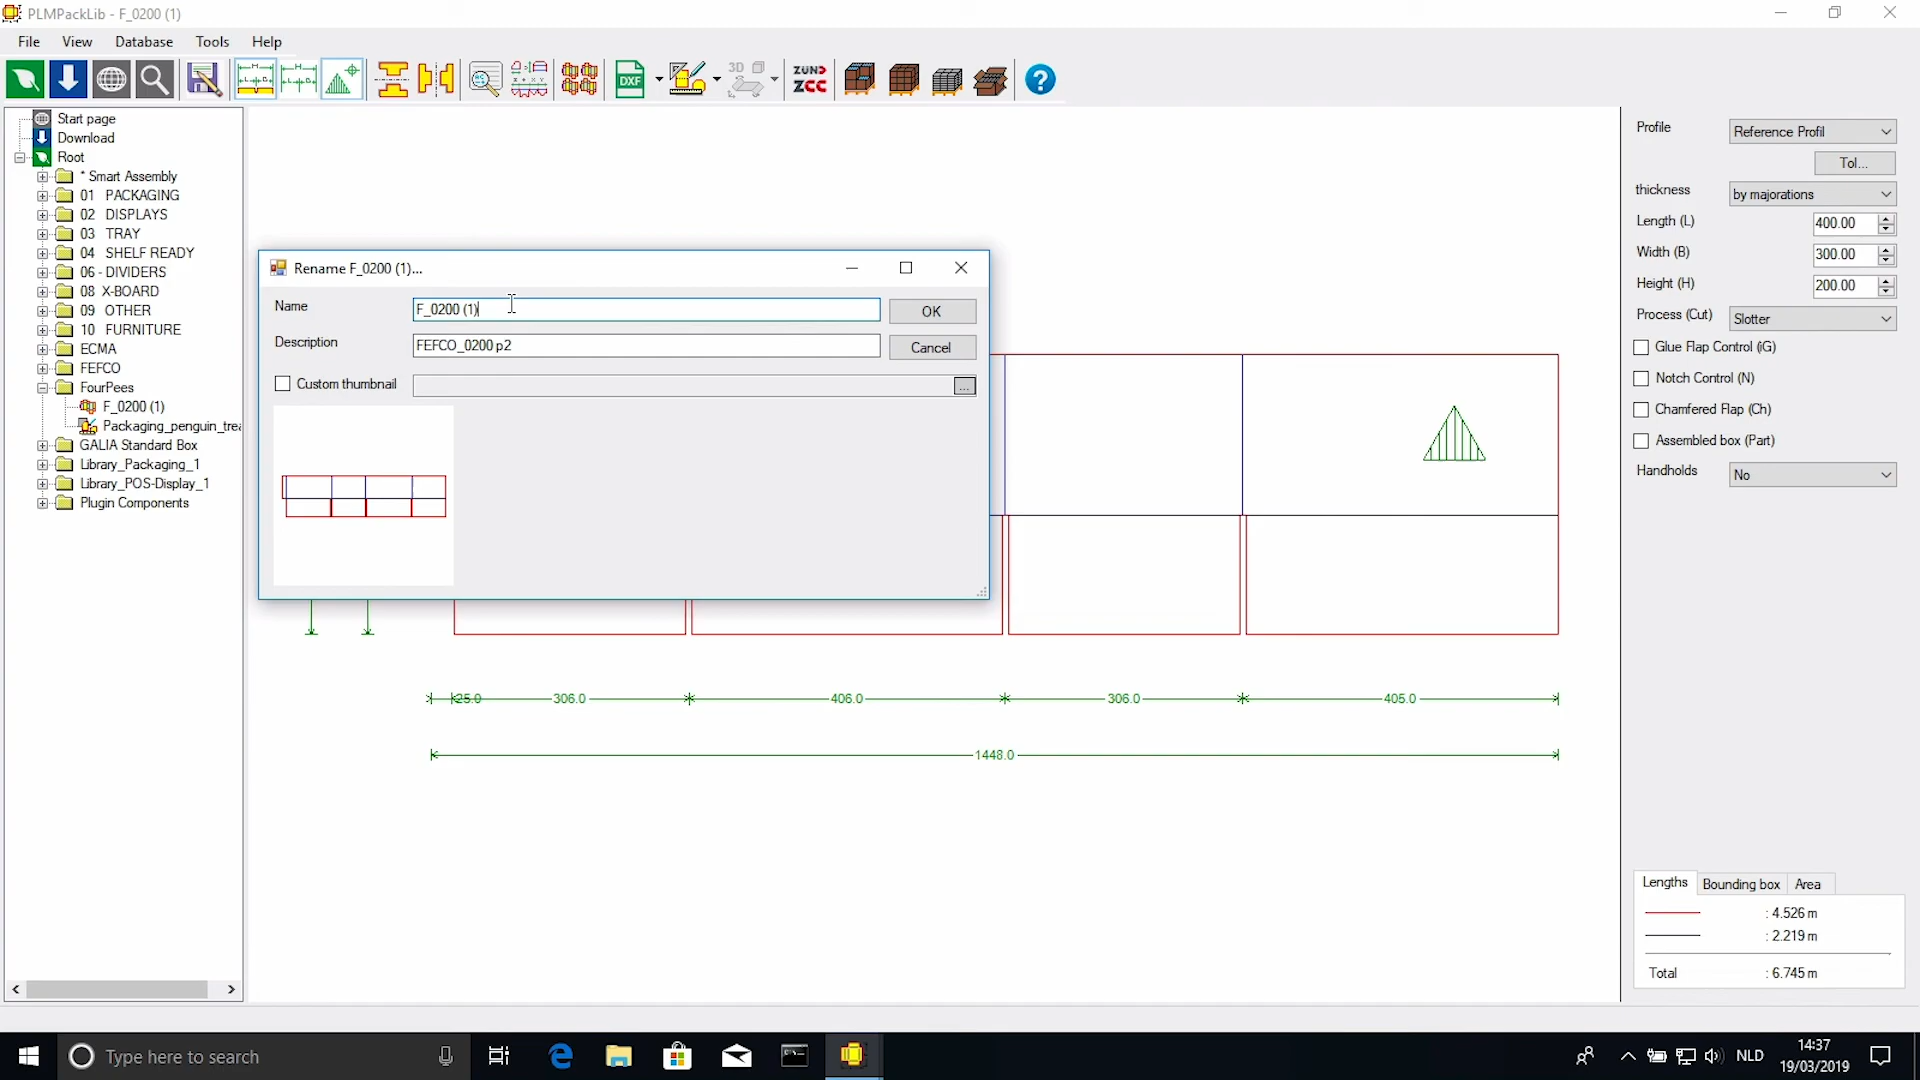 PLMPackLib - F_0200 (1)
File View Database Tools Help
DXF
3D
ZUND
ZCC
Start page
Download
Root
* Smart Assembly
01 PACKAGING
02 DISPLAYS
03 TRAY
04 SHELF READY
06 - DIVIDERS
08 X-BOARD
09 OTHER
10 FURNITURE
ECMA
FEFCO
FourPees
F_0200 (1)
Packaging_penguin_trea
GALIA Standard Box
Library_Packaging_1
Library_POS-Display_1
Plugin Components
Rename F_0200 (1)...
Name
F_0200 (1)
OK
Description
FEFCO_0200 p2
Cancel
Custom thumbnail
...
25.0
306.0
406.0
306.0
405.0
1448.0
Profile
Reference Profil
Tol...
thickness
by majorations
Length (L)
400.00
Width (B)
300.00
Height (H)
200.00
Process (Cut)
Slotter
Glue Flap Control (iG)
Notch Control (N)
Chamfered Flap (Ch)
Assembled box (Part)
Handholds
No
Lengths Bounding box Area
: 4.526 m
: 2.219 m
Total : 6.745 m
Type here to search
NLD
14:37
19/03/2019